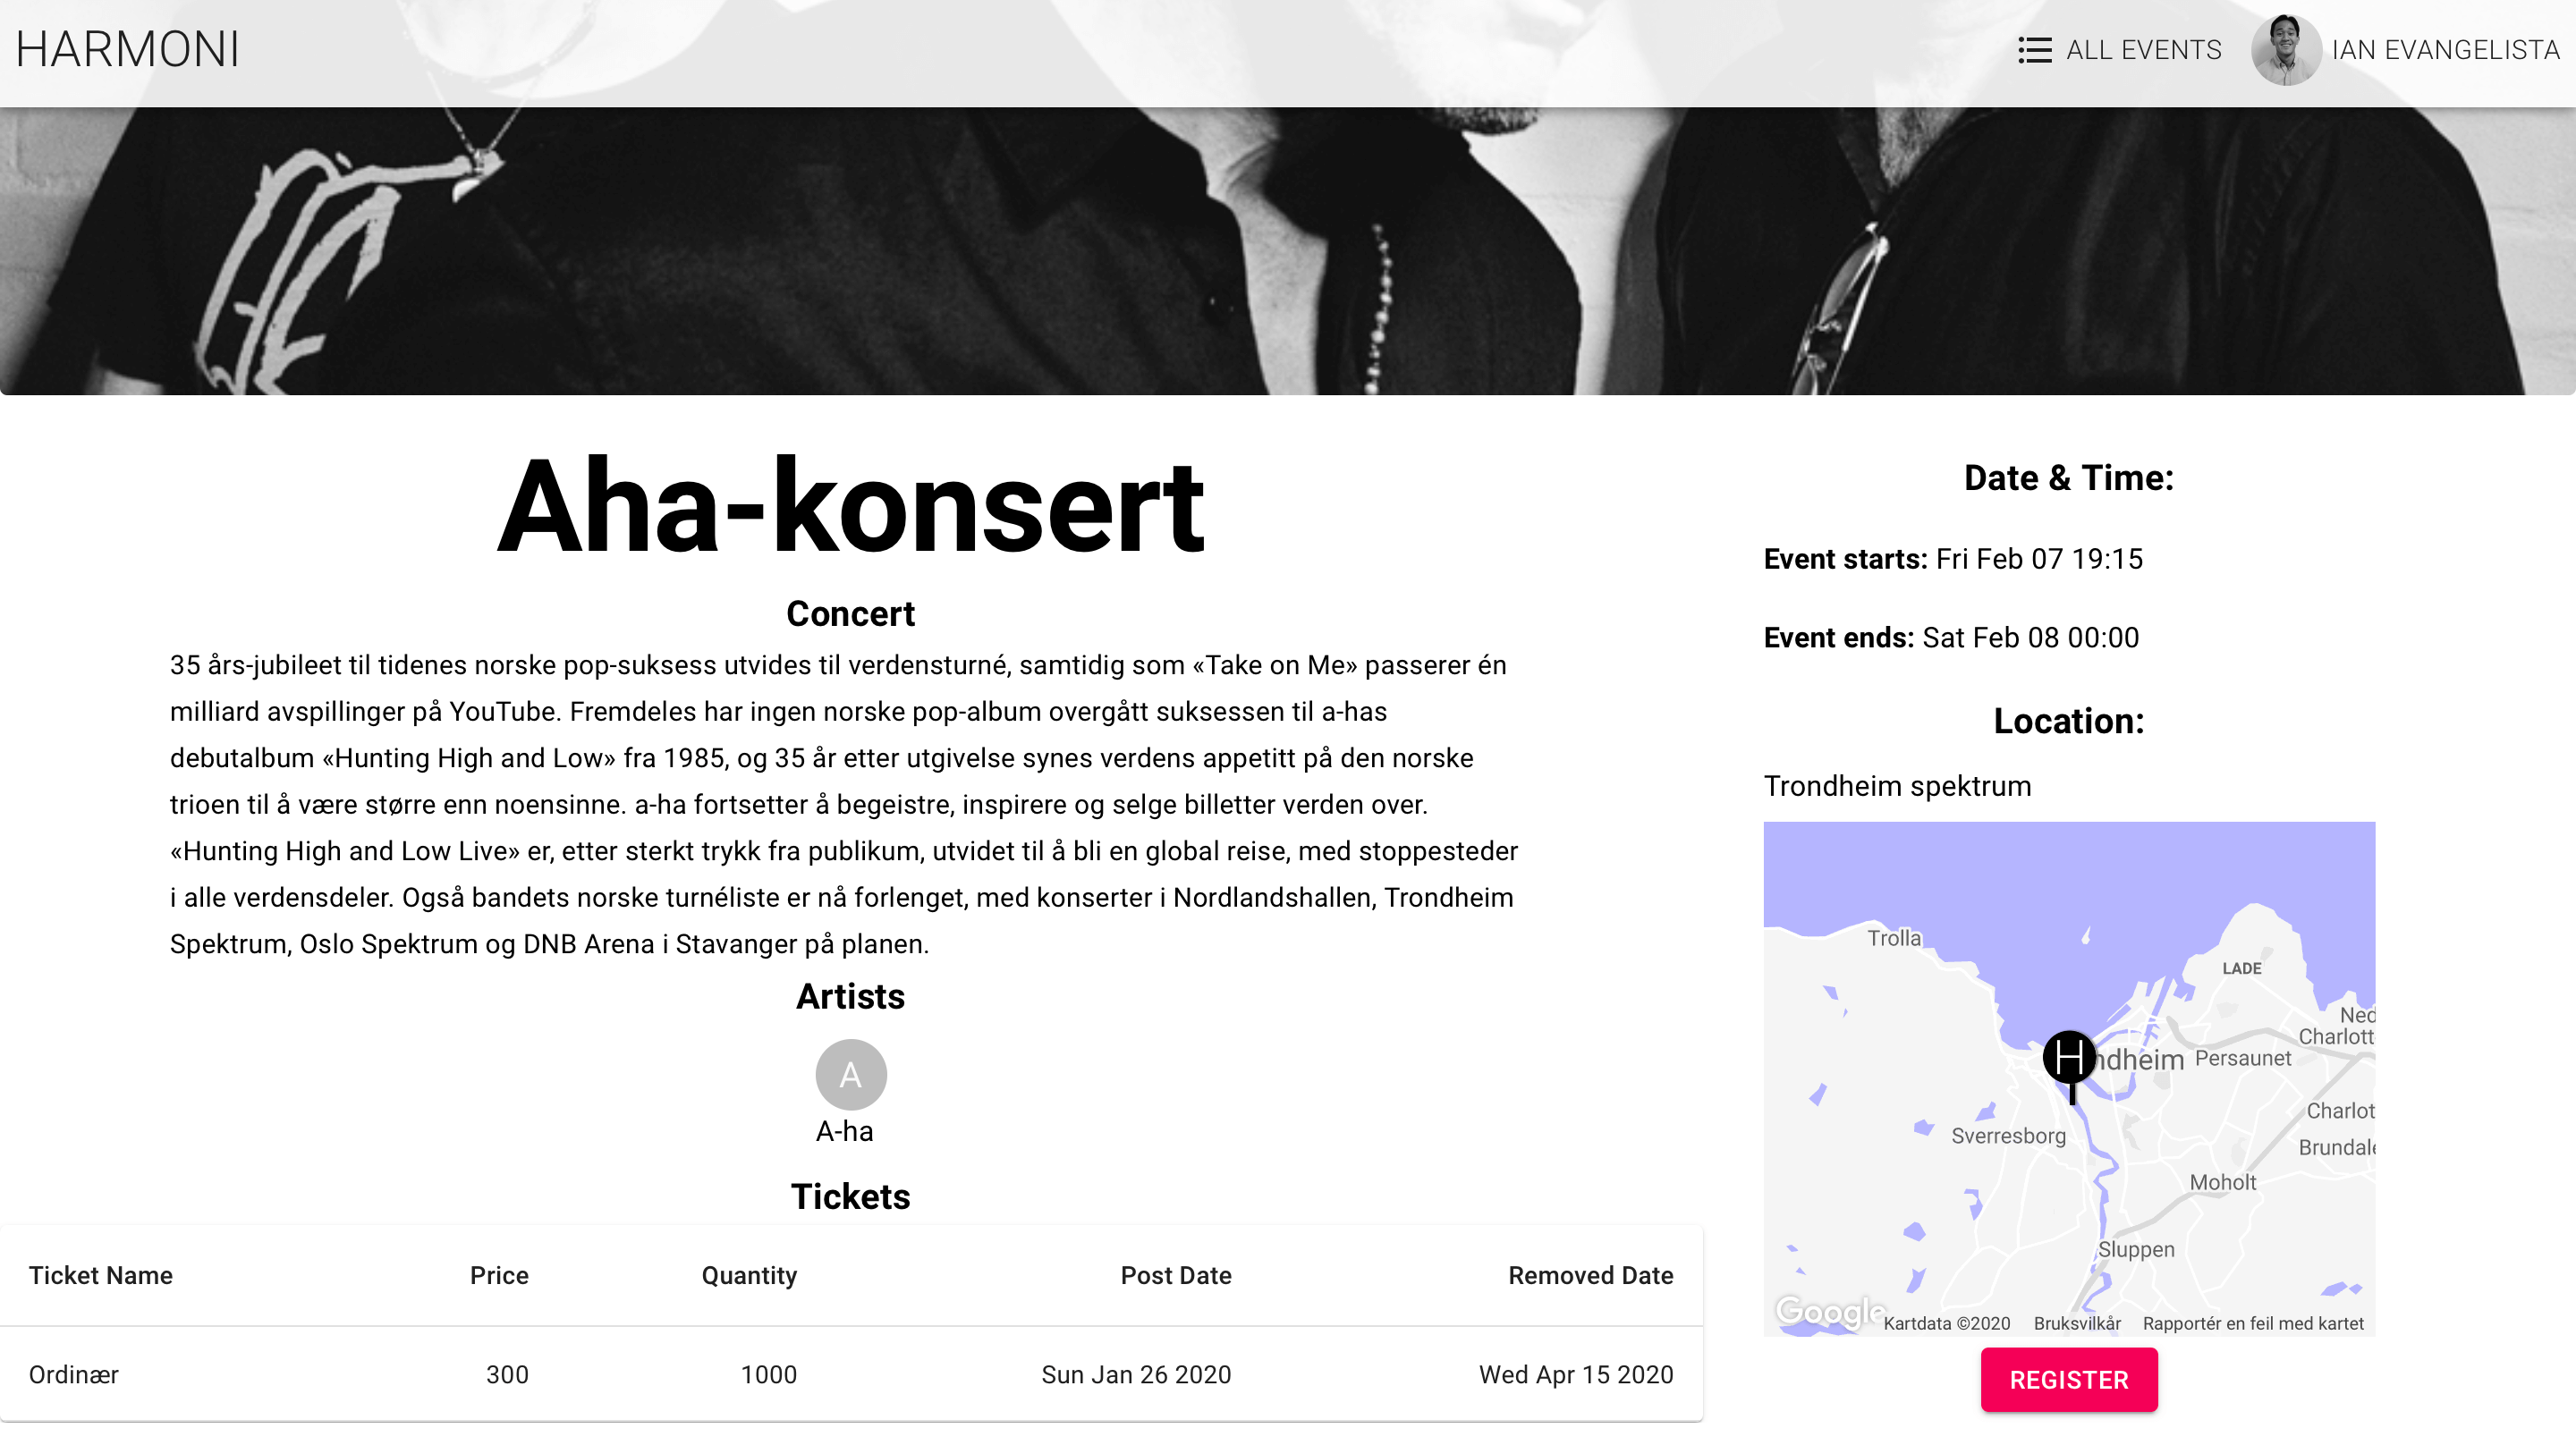 HARMONI
ALL EVENTS
IAN EVANGELISTA
Aha-konsert
Concert
35 års-jubileet til tidenes norske pop-suksess utvides til verdensturné, samtidig som «Take on Me» passerer én
milliard avspillinger på YouTube. Fremdeles har ingen norske pop-album overgått suksessen til a-has
debutalbum «Hunting High and Low» fra 1985, og 35 år etter utgivelse synes verdens appetitt på den norske
trioen til å være større enn noensinne. a-ha fortsetter å begeistre, inspirere og selge billetter verden over.
«Hunting High and Low Live» er, etter sterkt trykk fra publikum, utvidet til å bli en global reise, med stoppesteder
i alle verdensdeler. Også bandets norske turnéliste er nå forlenget, med konserter i Nordlandshallen, Trondheim
Spektrum, Oslo Spektrum og DNB Arena i Stavanger på planen.
Artists
A
A-ha
Tickets
Ticket Name Price Quantity Post Date Removed Date
Ordinær 300 1000 Sun Jan 26 2020 Wed Apr 15 2020
Date & Time:
Event starts: Fri Feb 07 19:15
Event ends: Sat Feb 08 00:00
Location:
Trondheim spektrum
Trolla
LADE
Ned
Charlott
H
ndheim
Persaunet
Charlot
Sverresborg
Brundale
Moholt
Sluppen
Google
Kartdata ©2020 Bruksvilkår Rapportér en feil med kartet
REGISTER